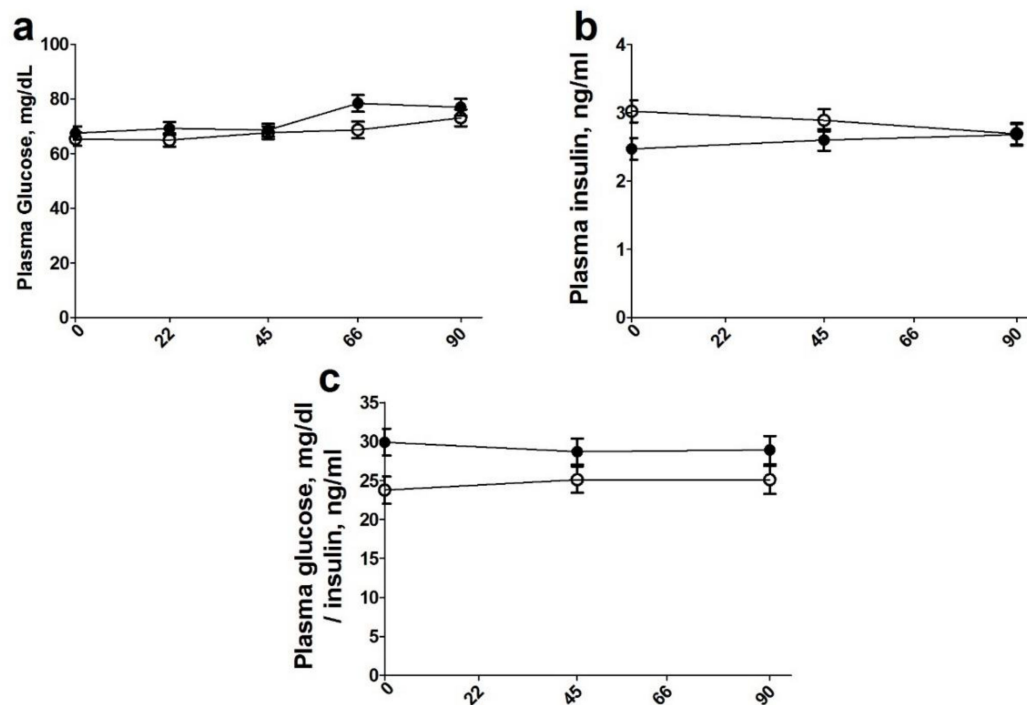 a
Plasma Glucose, mg/dL
100
80
60
40
20
0
0 22 45 66 90
b
Plasma insulin, ng/ml
4
3
2
1
0
0 22 45 66 90
c
Plasma glucose, mg/dl
/ insulin, ng/ml
35
30
25
20
15
10
5
0
0 22 45 66 90